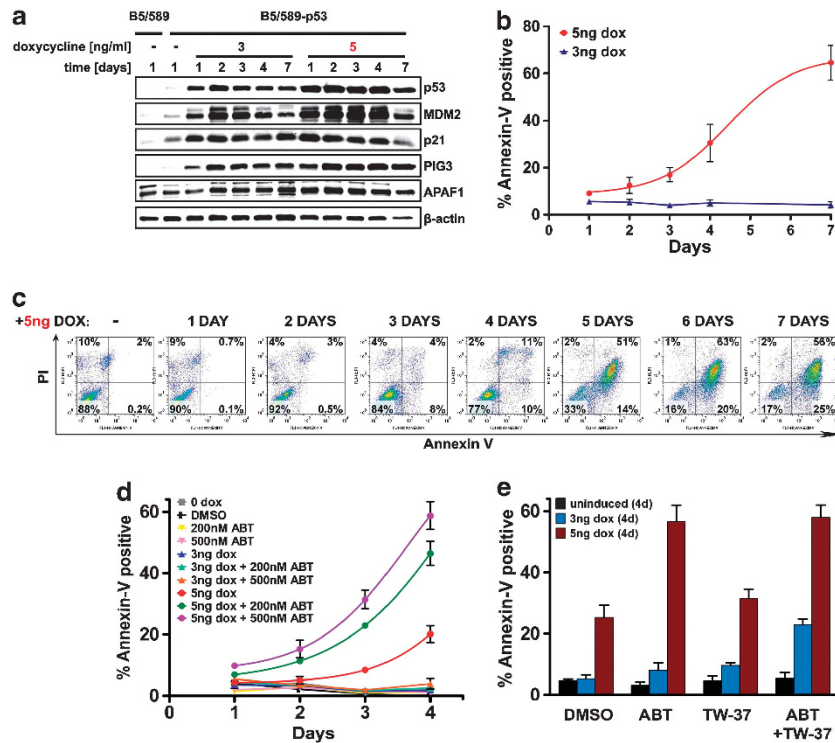 a
B5/589 B5/589-p53
doxycycline [ng/ml] - - 3 5
time [days] 1 1 1 2 3 4 7 1 2 3 4 7
p53
MDM2
p21
PIG3
APAF1
β-actin
b
5ng dox
3ng dox
% Annexin-V positive
80
60
40
20
0
0 1 2 3 4 5 6 7
Days
c
+5ng DOX: - 1 DAY 2 DAYS 3 DAYS 4 DAYS 5 DAYS 6 DAYS 7 DAYS
10% 2% 9% 0.7% 4% 3% 4% 4% 2% 11% 2% 51% 1% 63% 2% 56%
PI
88% 0.2% 90% 0.1% 92% 0.5% 84% 8% 77% 10% 33% 14% 16% 20% 17% 25%
Annexin V
d
0 dox
DMSO
200nM ABT
500nM ABT
3ng dox
3ng dox + 200nM ABT
3ng dox + 500nM ABT
5ng dox
5ng dox + 200nM ABT
5ng dox + 500nM ABT
% Annexin-V positive
60
40
20
0
0 1 2 3 4
Days
e
uninduced (4d)
3ng dox (4d)
5ng dox (4d)
% Annexin-V positive
60
40
20
0
DMSO ABT TW-37 ABT
+TW-37